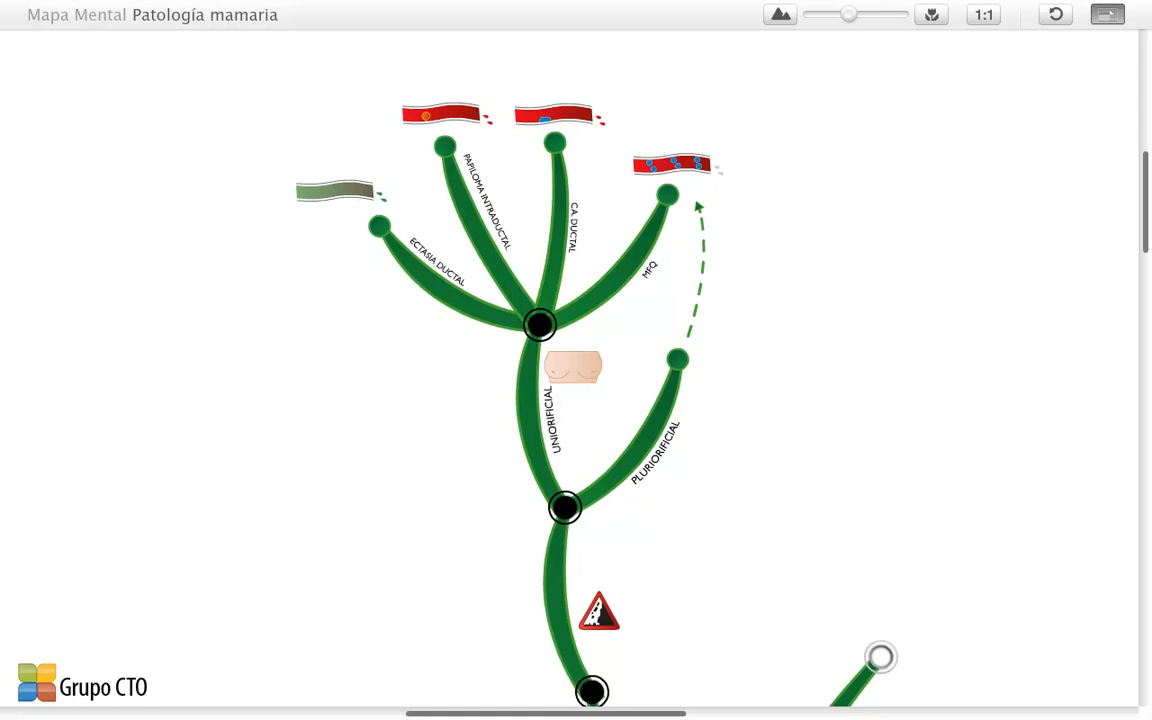 Mapa Mental Patología mamaria
1:1
PAPILOMA INTRADUCTAL
CA DUCTAL
ECTASIA DUCTAL
MFQ
UNIORIFICIAL
PLURIORIFICIAL
Grupo CTO